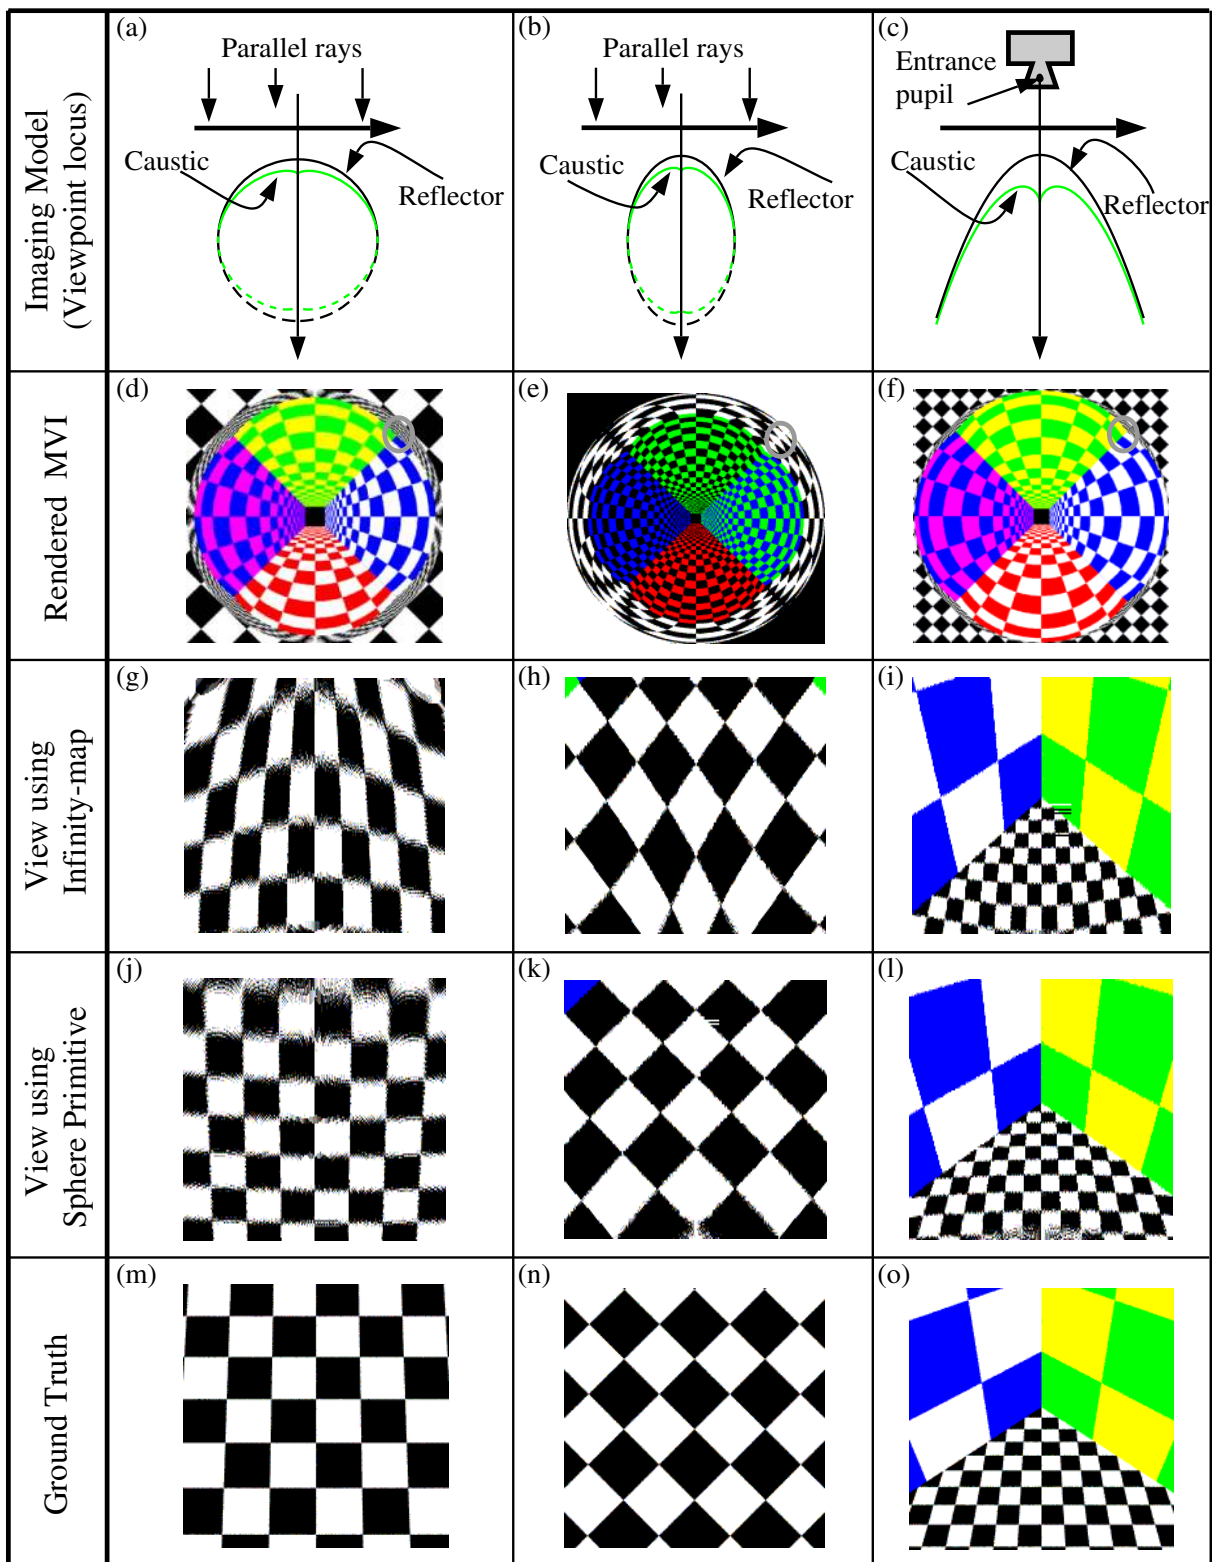 (a)
Parallel rays
Caustic
Reflector
(b)
Parallel rays
Caustic
Reflector
(c)
Entrance
pupil
Caustic
Reflector
Imaging Model
(Viewpoint locus)
(d)
(e)
(f)
Rendered MVI
(g)
(h)
(i)
View using
Infinity-map
(j)
(k)
(l)
View using
Sphere Primitive
(m)
(n)
(o)
Ground Truth